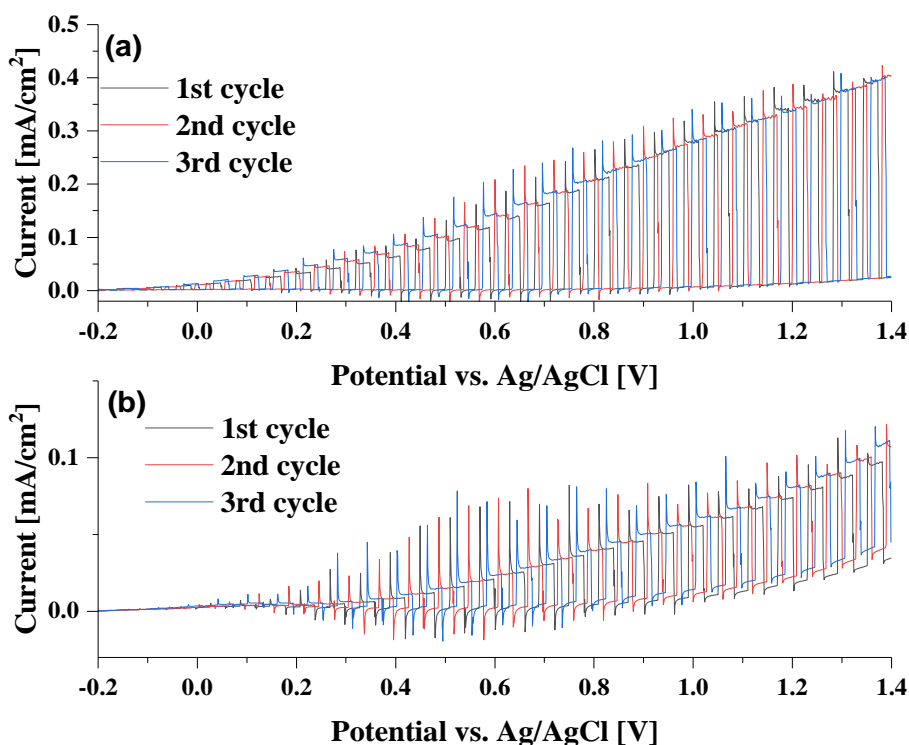 (a)
1st cycle
2nd cycle
3rd cycle
Current [mA/cm²]
0.5
0.4
0.3
0.2
0.1
0.0
-0.2 0.0 0.2 0.4 0.6 0.8 1.0 1.2 1.4
Potential vs. Ag/AgCl [V]
(b)
1st cycle
2nd cycle
3rd cycle
Current [mA/cm²]
0.1
0.0
-0.2 0.0 0.2 0.4 0.6 0.8 1.0 1.2 1.4
Potential vs. Ag/AgCl [V]